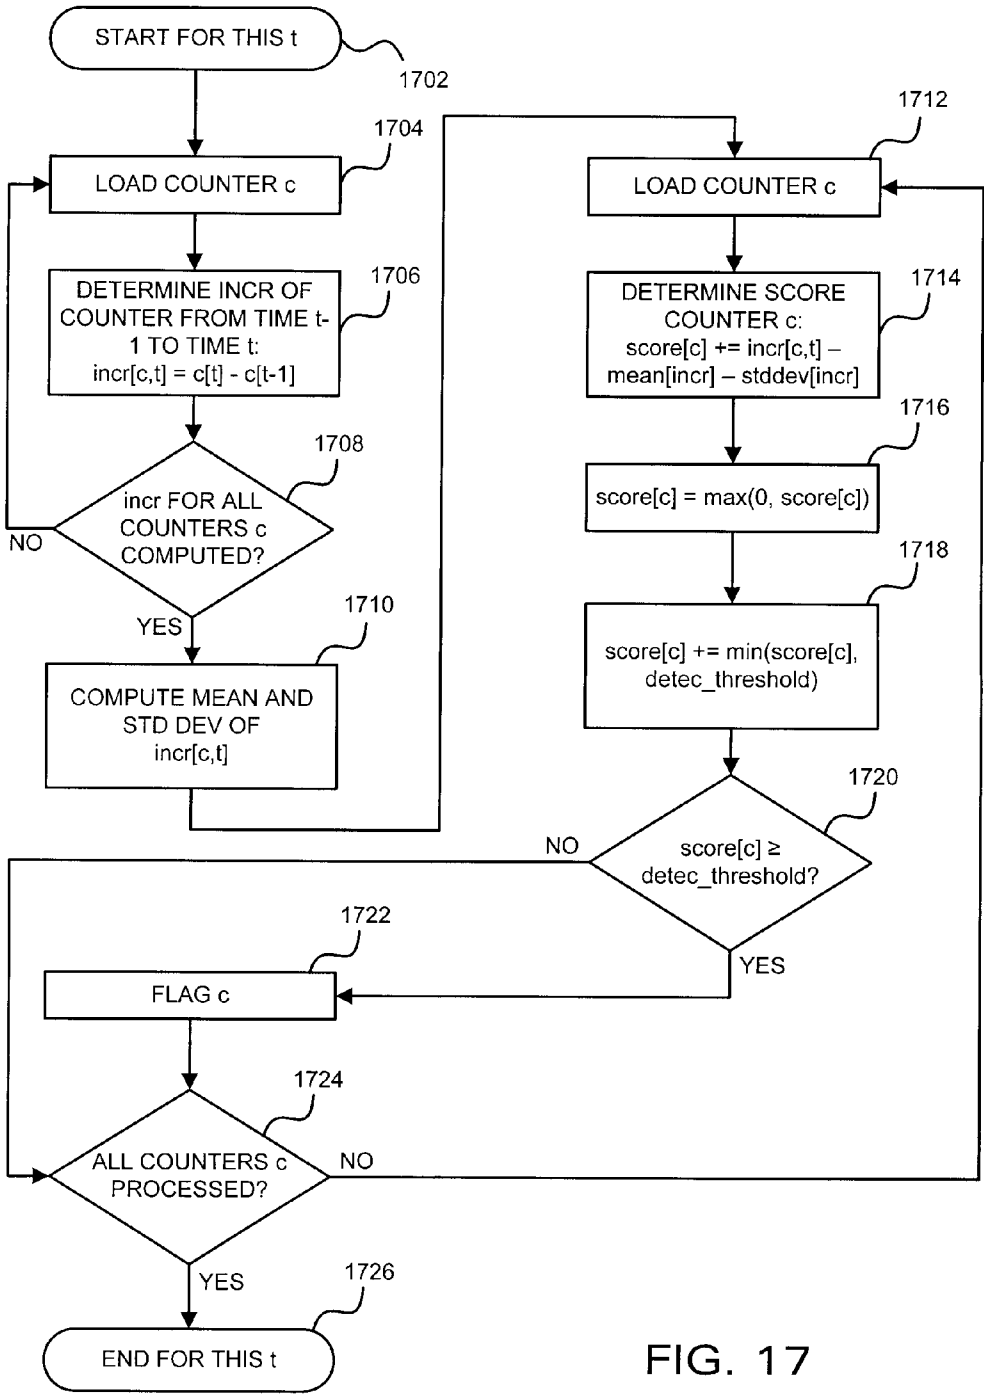 START FOR THIS t
1702
1704
LOAD COUNTER c
1706
DETERMINE INCR OF
COUNTER FROM TIME t-
1 TO TIME t:
incr[c,t] = c[t] - c[t-1]
1708
incr FOR ALL
COUNTERS c
COMPUTED?
NO
YES
1710
COMPUTE MEAN AND
STD DEV OF
incr[c,t]
1712
LOAD COUNTER c
1714
DETERMINE SCORE
COUNTER c:
score[c] += incr[c,t] –
mean[incr] – stddev[incr]
1716
score[c] = max(0, score[c])
1718
score[c] += min(score[c],
detec_threshold)
1720
score[c] ≥
detec_threshold?
NO
YES
1722
FLAG c
1724
ALL COUNTERS c
PROCESSED?
NO
YES
1726
END FOR THIS t
FIG. 17